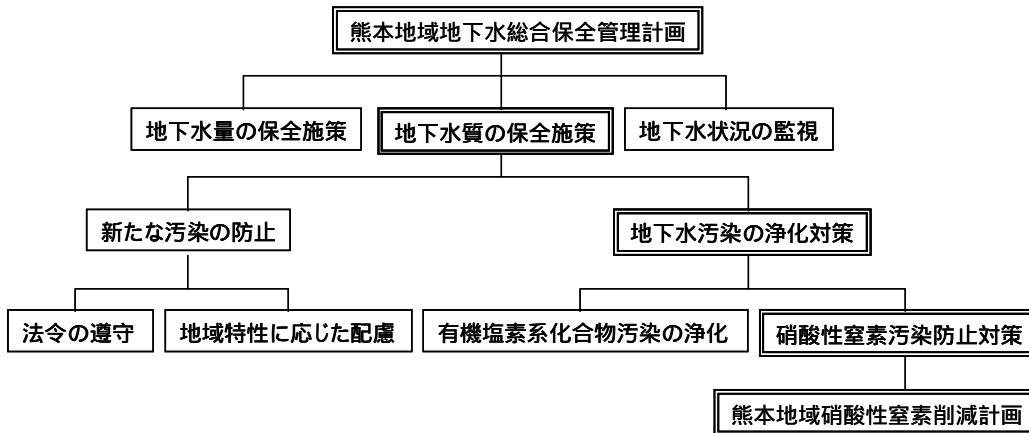 熊本地域地下水総合保全管理計画
地下水量の保全施策
地下水質の保全施策
地下水状況の監視
新たな汚染の防止
地下水汚染の浄化対策
法令の遵守
地域特性に応じた配慮
有機塩素系化合物汚染の浄化
硝酸性窒素汚染防止対策
熊本地域硝酸性窒素削減計画